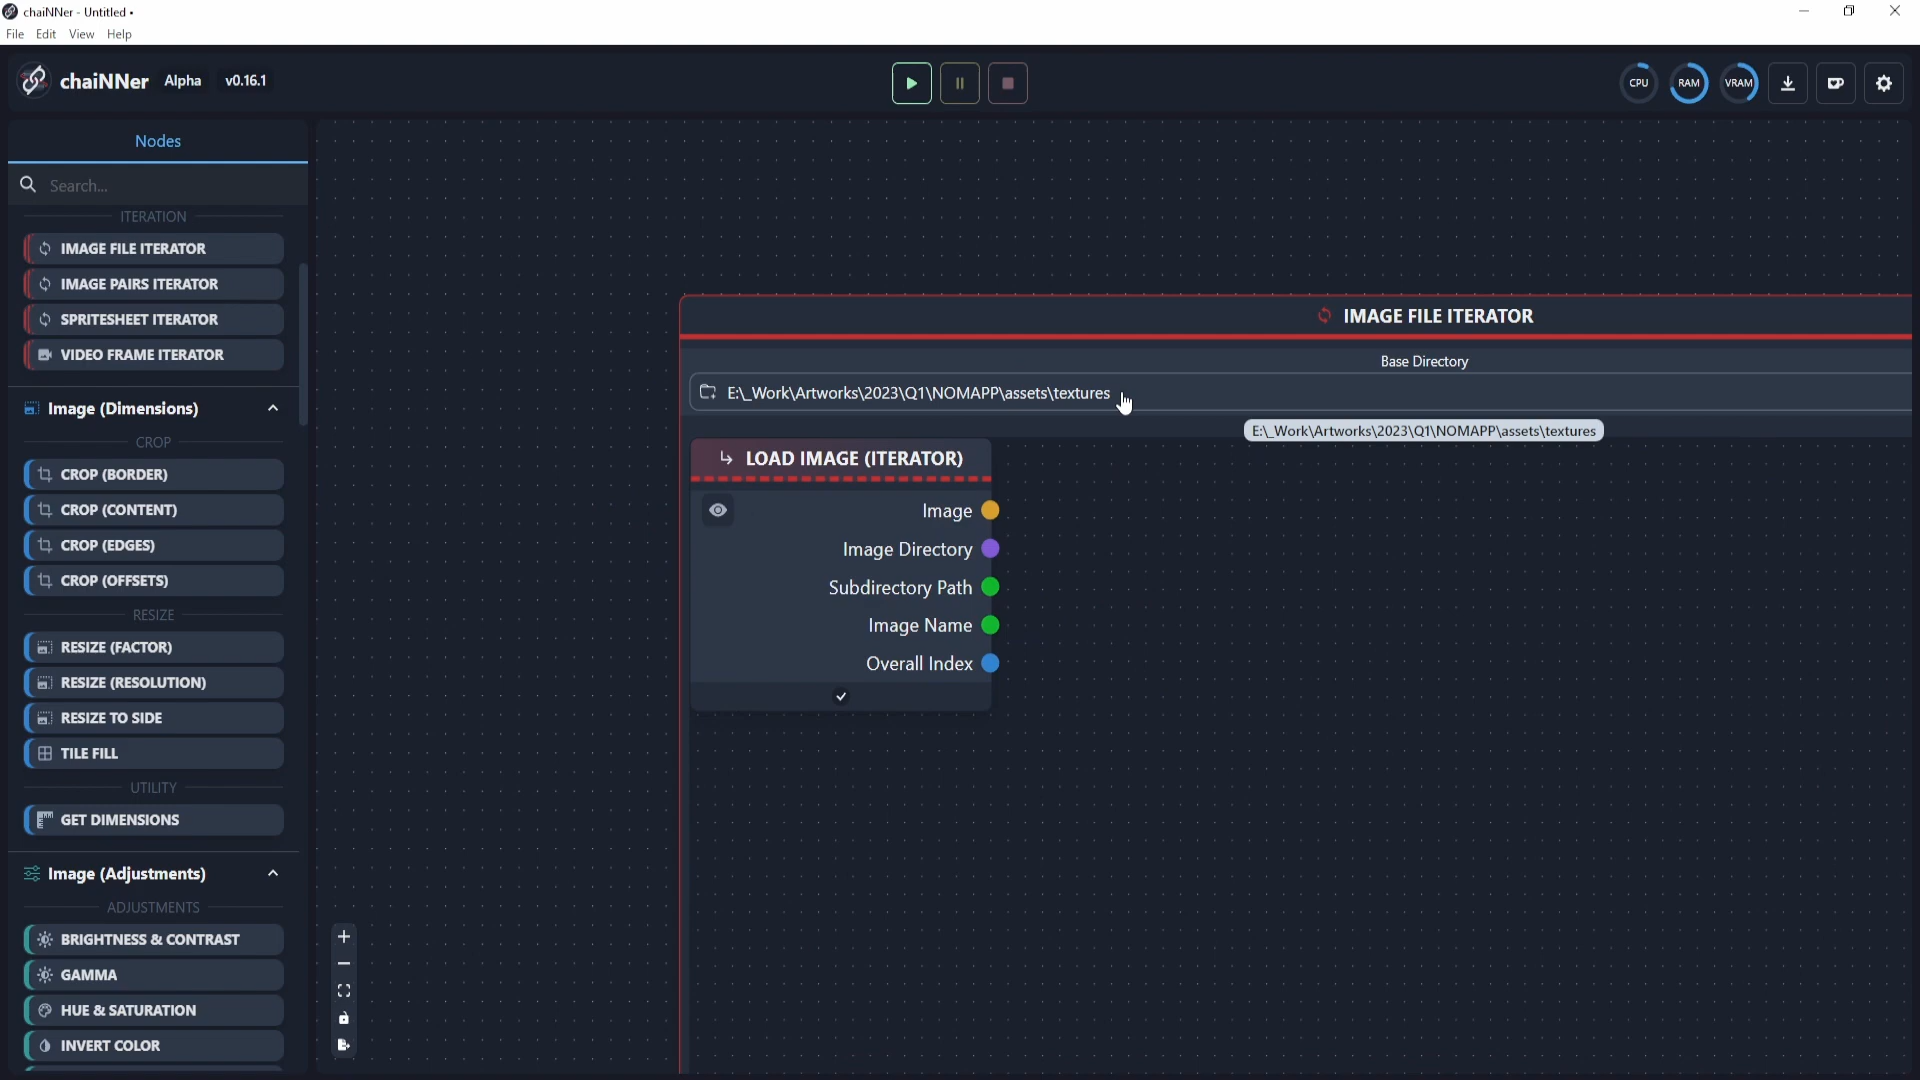 chaiNNer - Untitled •
File Edit View Help
chaiNNer Alpha v0.16.1
CPU RAM VRAM
Nodes
Search...
ITERATION
IMAGE FILE ITERATOR
IMAGE PAIRS ITERATOR
SPRITESHEET ITERATOR
VIDEO FRAME ITERATOR
Image (Dimensions)
CROP
CROP (BORDER)
CROP (CONTENT)
CROP (EDGES)
CROP (OFFSETS)
RESIZE
RESIZE (FACTOR)
RESIZE (RESOLUTION)
RESIZE TO SIDE
TILE FILL
UTILITY
GET DIMENSIONS
Image (Adjustments)
ADJUSTMENTS
BRIGHTNESS & CONTRAST
GAMMA
HUE & SATURATION
INVERT COLOR
IMAGE FILE ITERATOR
Base Directory
E:\_Work\Artworks\2023\Q1\NOMAPP\assets\textures
E:\_Work\Artworks\2023\Q1\NOMAPP\assets\textures
LOAD IMAGE (ITERATOR)
Image
Image Directory
Subdirectory Path
Image Name
Overall Index